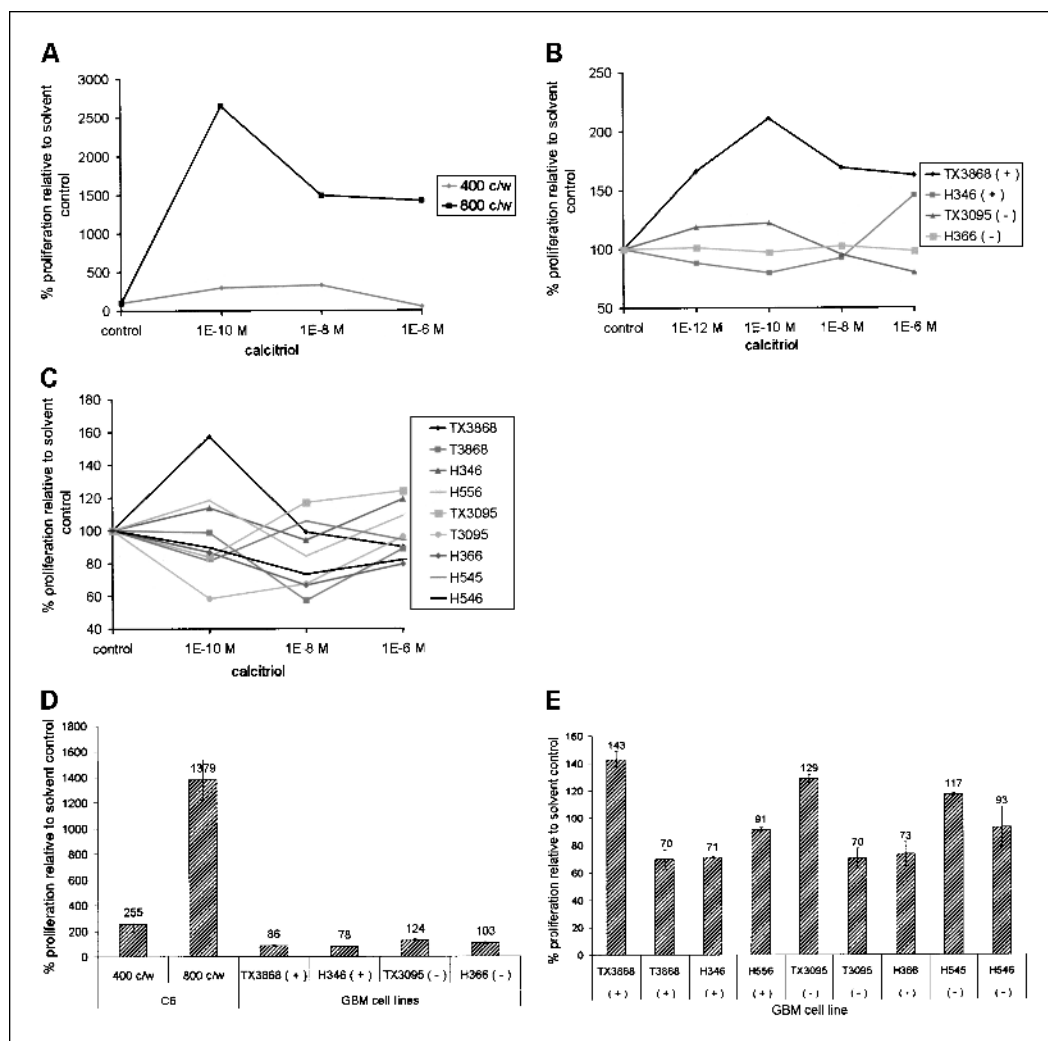 A
% proliferation relative to solvent
control
3000
2500
2000
1500
1000
500
0
control
1E-10 M
1E-8 M
1E-6 M
calcitriol
400 c/w
800 c/w
B
% proliferation relative to solvent
control
250
200
150
100
50
control
1E-12 M
1E-10 M
1E-8 M
1E-6 M
calcitriol
TX3868 (+)
H346 (+)
TX3095 (-)
H366 (-)
C
% proliferation relative to solvent
control
180
160
140
120
100
80
60
40
control
1E-10 M
1E-8 M
1E-6 M
calcitriol
TX3868
T3868
H346
H556
TX3095
T3095
H366
H545
H546
D
% proliferation relative to solvent control
1800
1600
1400
1200
1000
800
600
400
200
0
255
1379
86
78
124
103
400 c/w
800 c/w
TX3868 (+)
H346 (+)
TX3095 (-)
H366 (-)
C6
GBM cell lines
E
% proliferation relative to solvent control
160
140
120
100
80
60
40
20
0
143
70
71
91
129
70
73
117
93
TX3868
T3868
H346
H556
TX3095
T3095
H366
H545
H546
(+)
(+)
(+)
(+)
(-)
(-)
(-)
(-)
GBM cell line